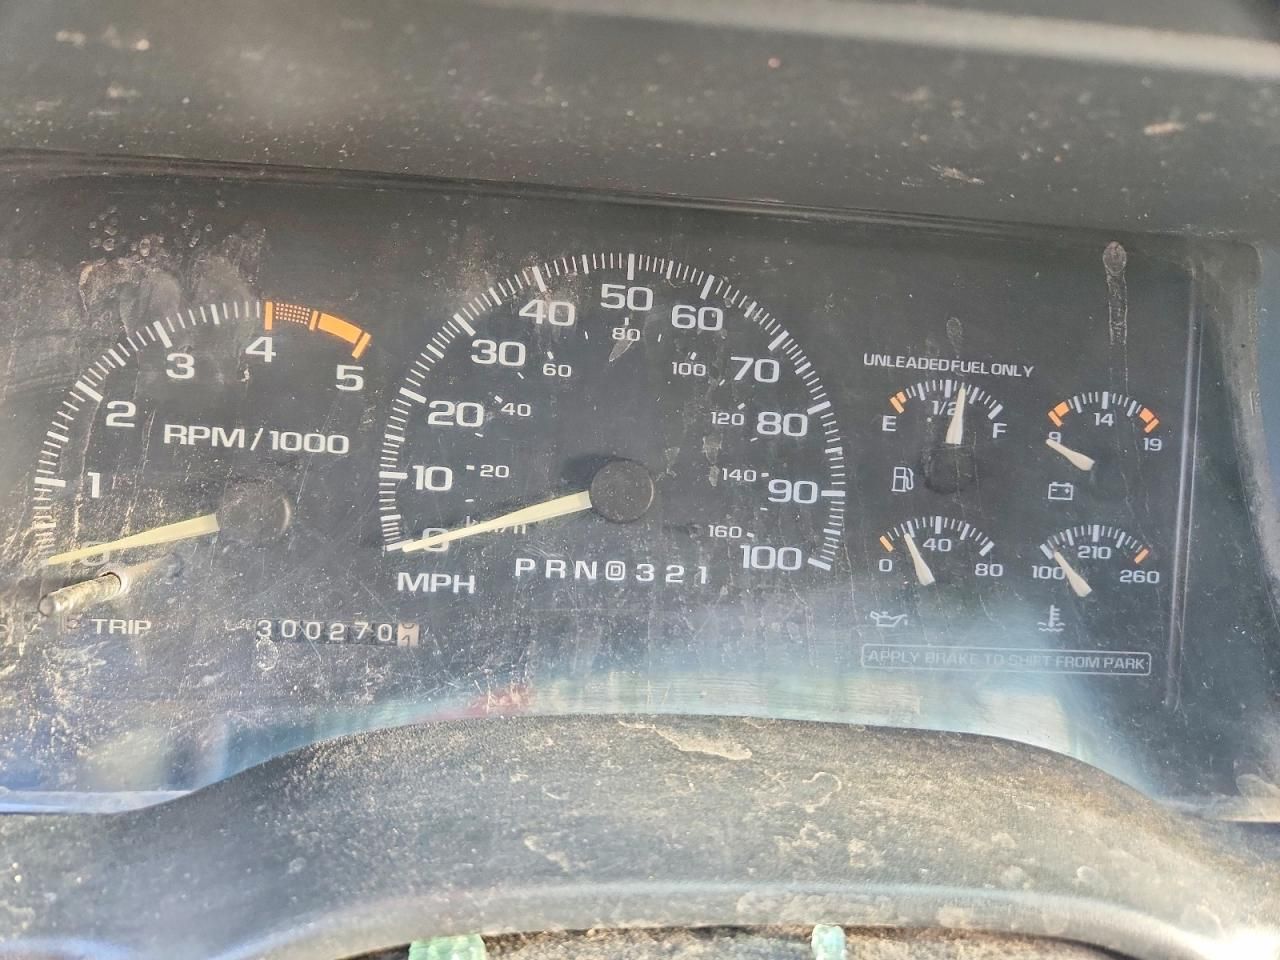 UNLEADED FUEL ONLY
1 2 3 4 5
RPM/1000
0 10 20 30 40 50 60 70 80 90 100
20 40 60 80 100 120 140 160
MPH
PRND321
TRIP
300270
E 1/2 F
9 14 19
0 40 80
100 210 260
APPLY BRAKE TO SHIFT FROM PARK